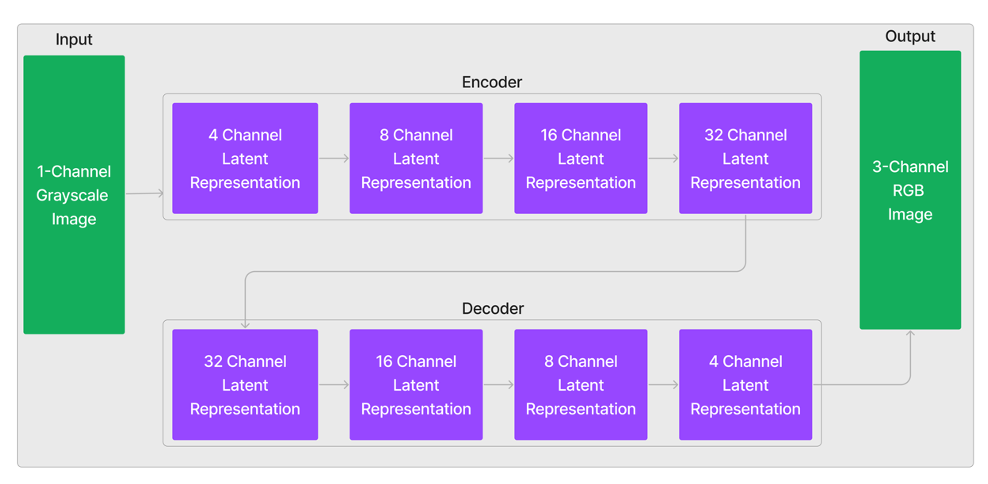 Input
Output
1-Channel
Grayscale
Image
Encoder
4 Channel
Latent
Representation
8 Channel
Latent
Representation
16 Channel
Latent
Representation
32 Channel
Latent
Representation
Decoder
32 Channel
Latent
Representation
16 Channel
Latent
Representation
8 Channel
Latent
Representation
4 Channel
Latent
Representation
3-Channel
RGB
Image